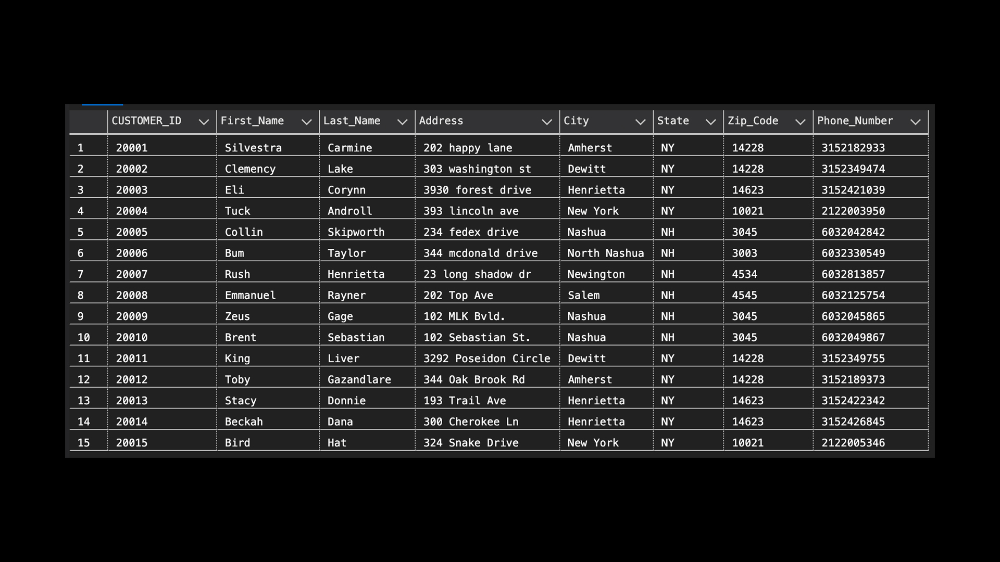 CUSTOMER_ID First_Name Last_Name Address City State Zip_Code Phone_Number
1 20001 Silvestra Carmine 202 happy lane Amherst NY 14228 3152182933
2 20002 Clemency Lake 303 washington st Dewitt NY 14228 3152349474
3 20003 Eli Corynn 3930 forest drive Henrietta NY 14623 3152421039
4 20004 Tuck Androll 393 lincoln ave New York NY 10021 2122003950
5 20005 Collin Skipworth 234 fedex drive Nashua NH 3045 6032042842
6 20006 Bum Taylor 344 mcdonald drive North Nashua NH 3003 6032330549
7 20007 Rush Henrietta 23 long shadow dr Newington NH 4534 6032813857
8 20008 Emmanuel Rayner 202 Top Ave Salem NH 4545 6032125754
9 20009 Zeus Gage 102 MLK Bvld. Nashua NH 3045 6032045865
10 20010 Brent Sebastian 102 Sebastian St. Nashua NH 3045 6032049867
11 20011 King Liver 3292 Poseidon Circle Dewitt NY 14228 3152349755
12 20012 Toby Gazandlare 344 Oak Brook Rd Amherst NY 14228 3152189373
13 20013 Stacy Donnie 193 Trail Ave Henrietta NY 14623 3152422342
14 20014 Beckah Dana 300 Cherokee Ln Henrietta NY 14623 3152426845
15 20015 Bird Hat 324 Snake Drive New York NY 10021 2122005346